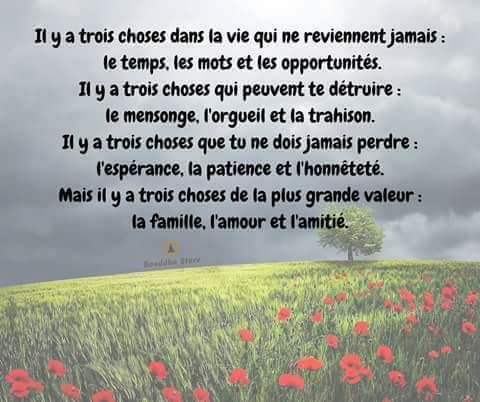 Il y a trois choses dans la vie qui ne reviennent jamais :
le temps, les mots et les opportunités.
Il y a trois choses qui peuvent te détruire :
le mensonge, l'orgueil et la trahison.
Il y a trois choses que tu ne dois jamais perdre :
l'espérance, la patience et l'honnêteté.
Mais il y a trois choses de la plus grande valeur :
la famille, l'amour et l'amitié.
Bouddha Store